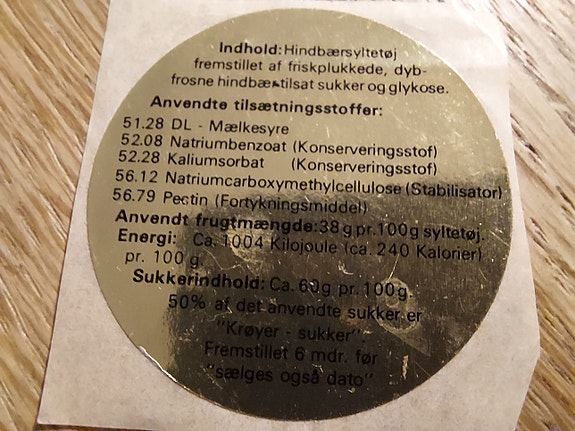 Indhold: Hindbærsyltetøj
fremstillet af friskplukkede, dyb-
frosne hindbær tilsat sukker og glykose.
Anvendte tilsætningsstoffer:
51.28 DL - Mælkesyre
52.08 Natriumbenzoat (Konserveringsstof)
52.28 Kaliumsorbat (Konserveringsstof)
56.12 Natriumcarboxymethylcellulose (Stabilisator)
56.79 Pectin (Fortykningsmiddel)
Anvendt frugtmængde: 38 g pr. 100 g syltetøj.
Energi: Ca. 1004 Kilojoule (ca. 240 Kalorier)
pr. 100 g.
Sukkerindhold: Ca. 60g pr. 100g.
50% af det anvendte sukker er
"Krøyer - sukker".
Fremstillet 6 mdr. før
"sælges også dato"